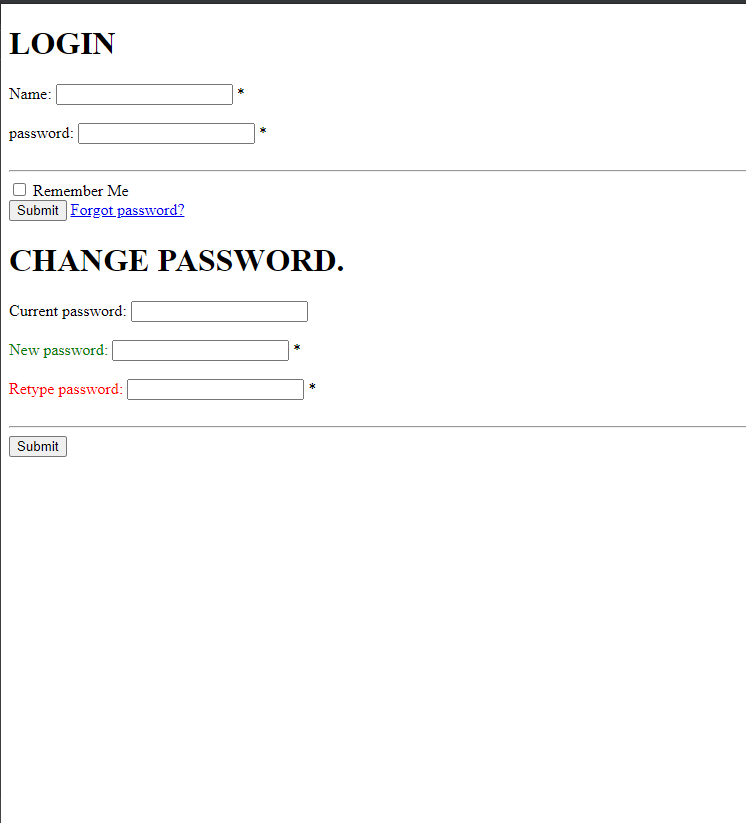 LOGIN
Name: *
password: *
Remember Me
Submit Forgot password?
CHANGE PASSWORD.
Current password:
New password: *
Retype password: *
Submit